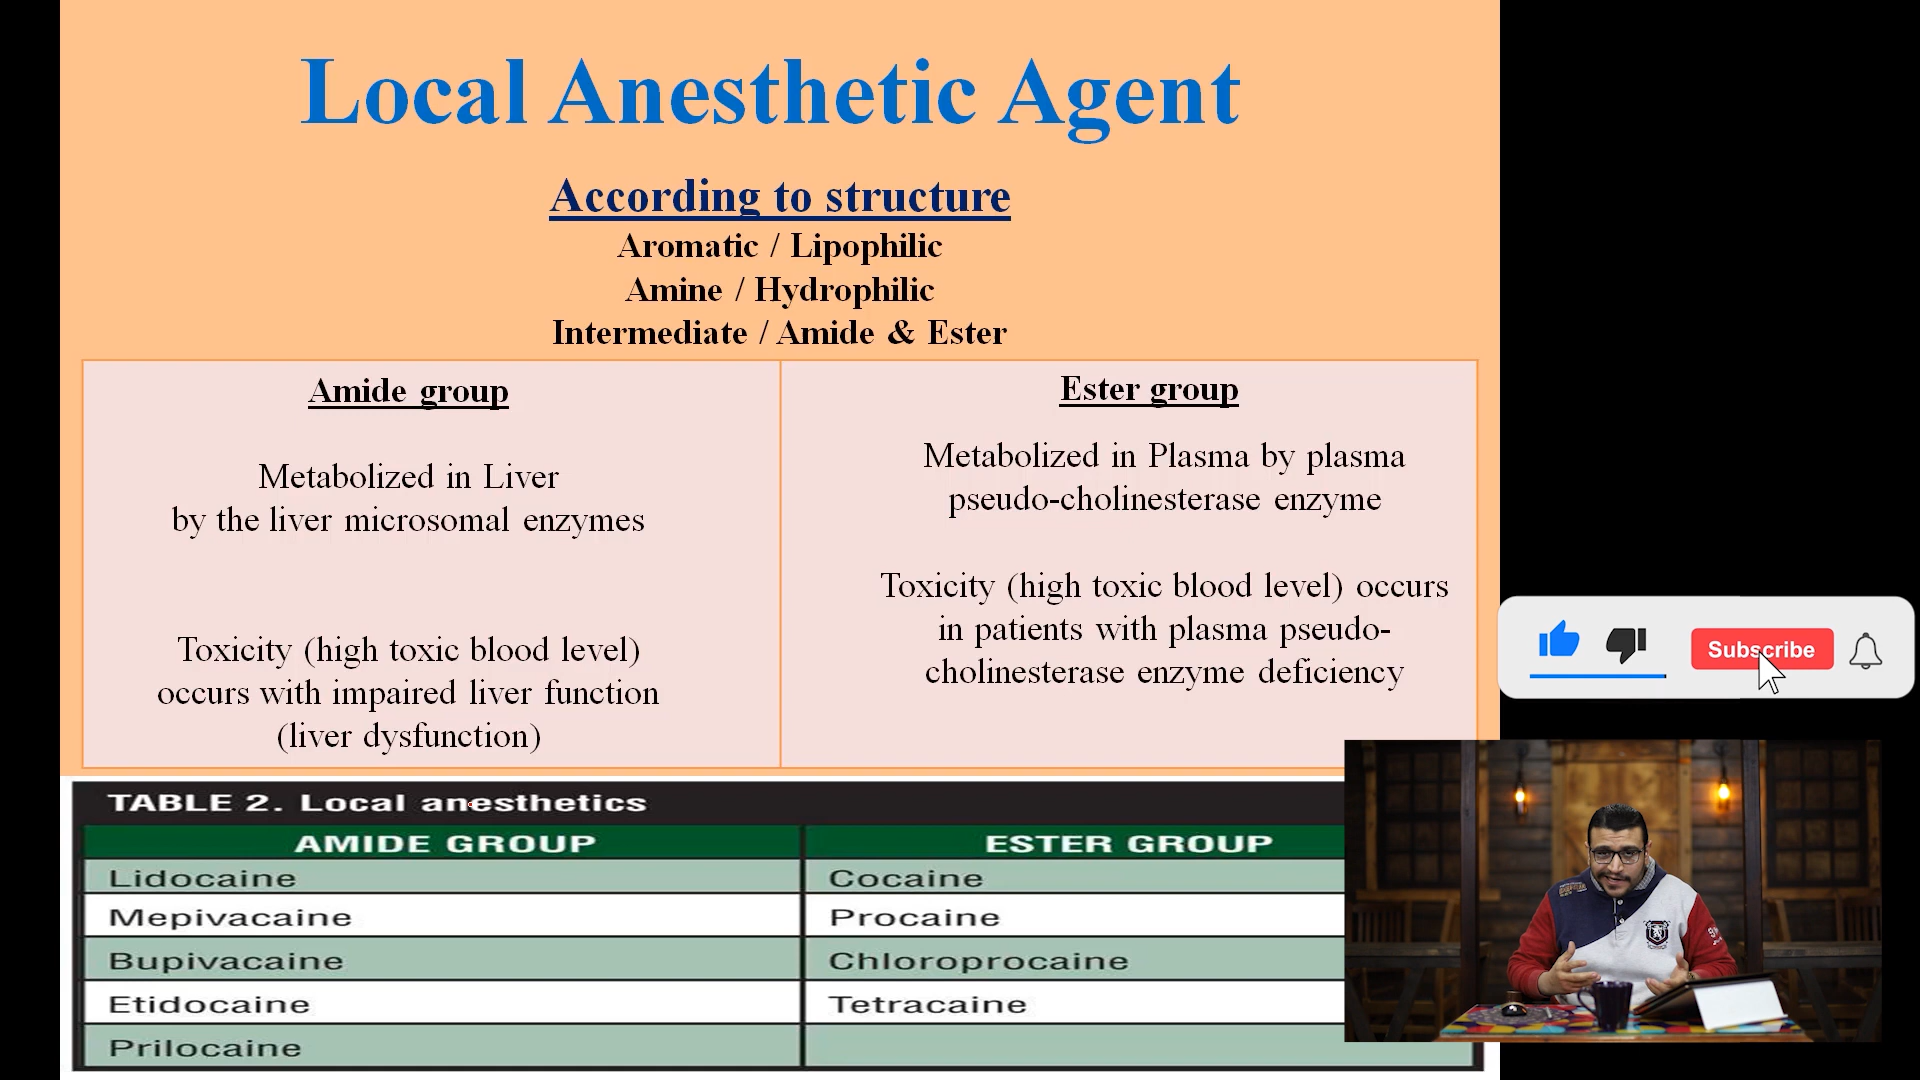 Local Anesthetic Agent
According to structure
Aromatic / Lipophilic
Amine / Hydrophilic
Intermediate / Amide & Ester
Amide group
Metabolized in Liver
by the liver microsomal enzymes
Toxicity (high toxic blood level)
occurs with impaired liver function
(liver dysfunction)
Ester group
Metabolized in Plasma by plasma
pseudo-cholinesterase enzyme
Toxicity (high toxic blood level) occurs
in patients with plasma pseudo-
cholinesterase enzyme deficiency
Subscribe
TABLE 2. Local anesthetics
AMIDE GROUP
ESTER GROUP
Lidocaine
Cocaine
Mepivacaine
Procaine
Bupivacaine
Chloroprocaine
Etidocaine
Tetracaine
Prilocaine